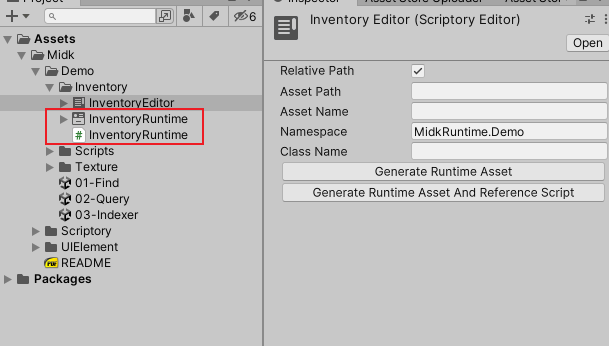 Project
Inspector
Asset Store Uploader
Asset Stor
6
Inventory Editor (Scriptory Editor)
Open
Assets
Midk
Demo
Inventory
InventoryEditor
InventoryRuntime
# InventoryRuntime
Scripts
Texture
01-Find
02-Query
03-Indexer
Scriptory
UIElement
README
Packages
Relative Path
Asset Path
Asset Name
Namespace MidkRuntime.Demo
Class Name
Generate Runtime Asset
Generate Runtime Asset And Reference Script